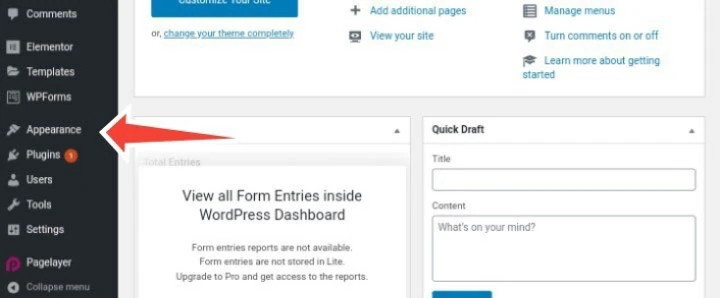 Comments
Elementor
Templates
WPForms
Appearance
Plugins 1
Users
Tools
Settings
Pagelayer
Collapse menu
Customize Your Site
or, change your theme completely
Add additional pages
View your site
Manage menus
Turn comments on or off
Learn more about getting
started
Total Entries
View all Form Entries inside
WordPress Dashboard
Form entries reports are not available.
Form entries are not stored in Lite.
Upgrade to Pro and get access to the reports.
Quick Draft
Title
Content
What's on your mind?